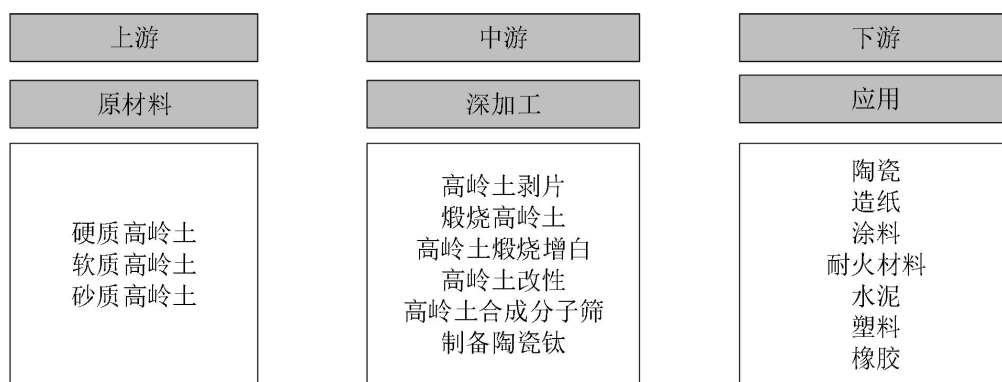 上游
原材料
硬质高岭土
软质高岭土
砂质高岭土
中游
深加工
高岭土剥片
煅烧高岭土
高岭土煅烧增白
高岭土改性
高岭土合成分子筛
制备陶瓷钛
下游
应用
陶瓷
造纸
涂料
耐火材料
水泥
塑料
橡胶